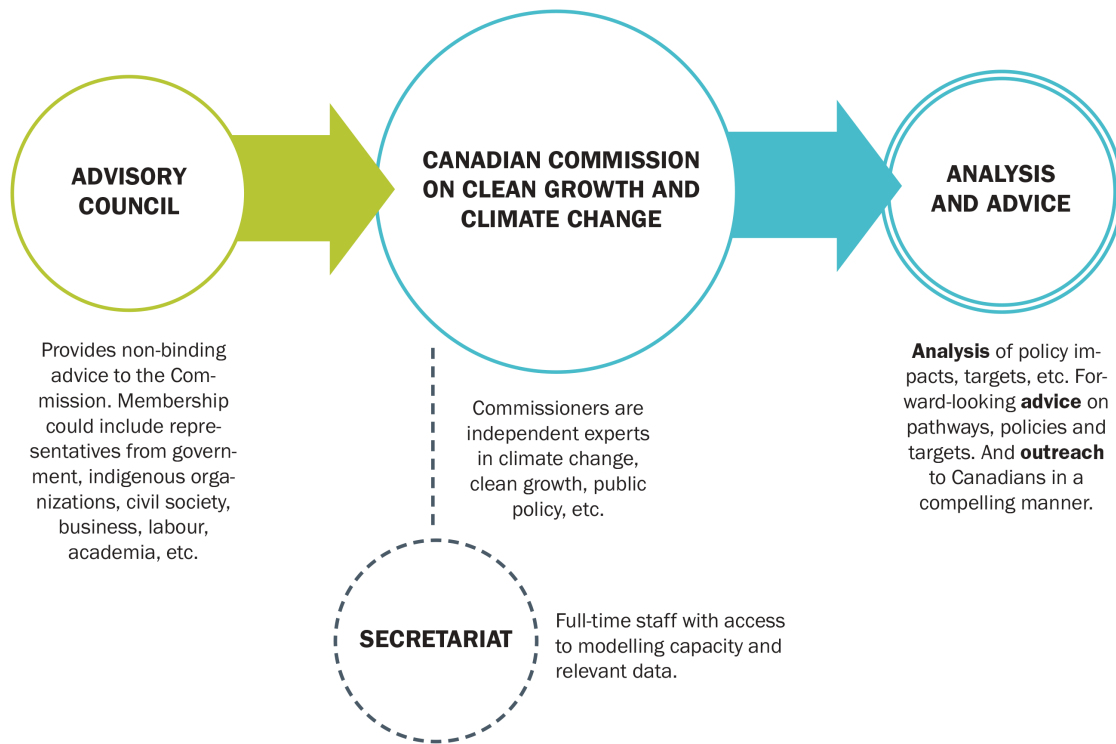 ADVISORY
COUNCIL
Provides non-binding
advice to the Com-
mission. Membership
could include repre-
sentatives from govern-
ment, indigenous orga-
nizations, civil society,
business, labour,
academia, etc.
CANADIAN COMMISSION
ON CLEAN GROWTH AND
CLIMATE CHANGE
Commissioners are
independent experts
in climate change,
clean growth, public
policy, etc.
SECRETARIAT
Full-time staff with access
to modelling capacity and
relevant data.
ANALYSIS
AND ADVICE
Analysis of policy im-
pacts, targets, etc. For-
ward-looking advice on
pathways, policies and
targets. And outreach
to Canadians in a
compelling manner.